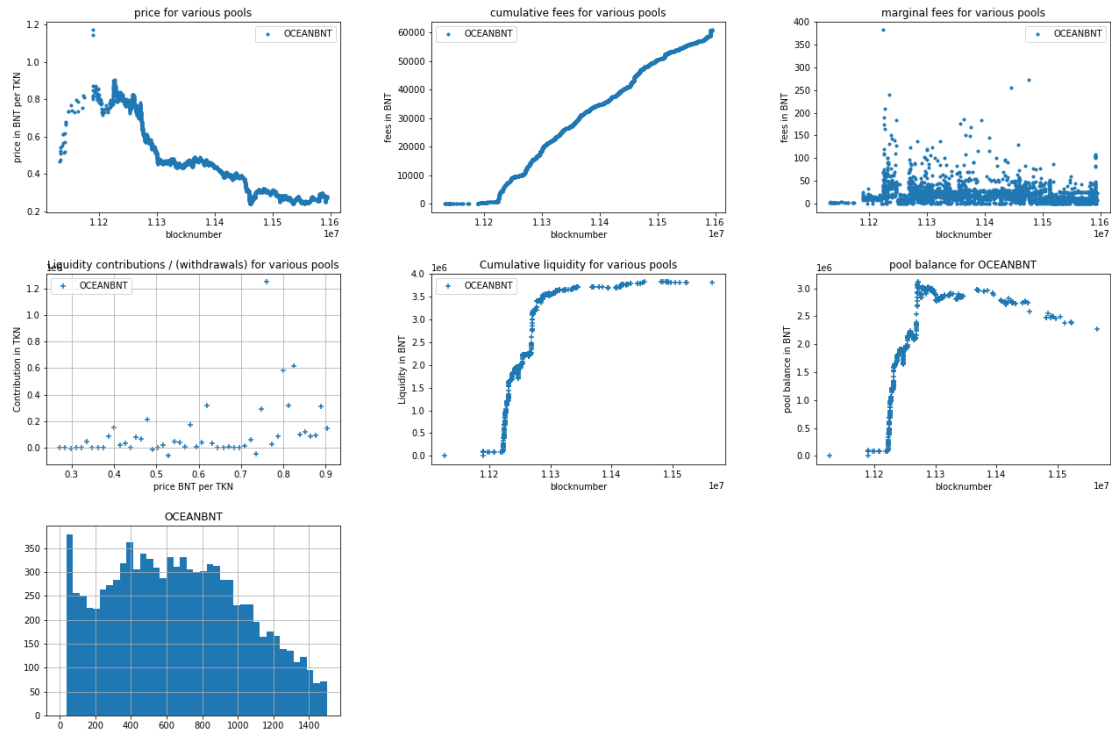 price for various pools
OCEANBNT
price in BNT per TKN
1.2
1.0
0.8
0.6
0.4
0.2
1.12
1.13
1.14
1.15
1.16
blocknumber
1e7
cumulative fees for various pools
OCEANBNT
fees in BNT
60000
50000
40000
30000
20000
10000
0
1.12
1.13
1.14
1.15
1.16
blocknumber
1e7
marginal fees for various pools
OCEANBNT
fees in BNT
400
350
300
250
200
150
100
50
0
1.12
1.13
1.14
1.15
1.16
blocknumber
1e7
Liquidity contributions / (withdrawals) for various pools
OCEANBNT
Contribution in TKN
1.2
1.0
0.8
0.6
0.4
0.2
0.0
0.3
0.4
0.5
0.6
0.7
0.8
0.9
price BNT per TKN
Cumulative liquidity for various pools
1e6
OCEANBNT
Liquidity in BNT
4.0
3.5
3.0
2.5
2.0
1.5
1.0
0.5
0.0
1.12
1.13
1.14
1.15
blocknumber
1e7
pool balance for OCEANBNT
1e6
pool balance in BNT
3.0
2.5
2.0
1.5
1.0
0.5
0.0
1.12
1.13
1.14
1.15
blocknumber
1e7
OCEANBNT
350
300
250
200
150
100
50
0
0
200
400
600
800
1000
1200
1400